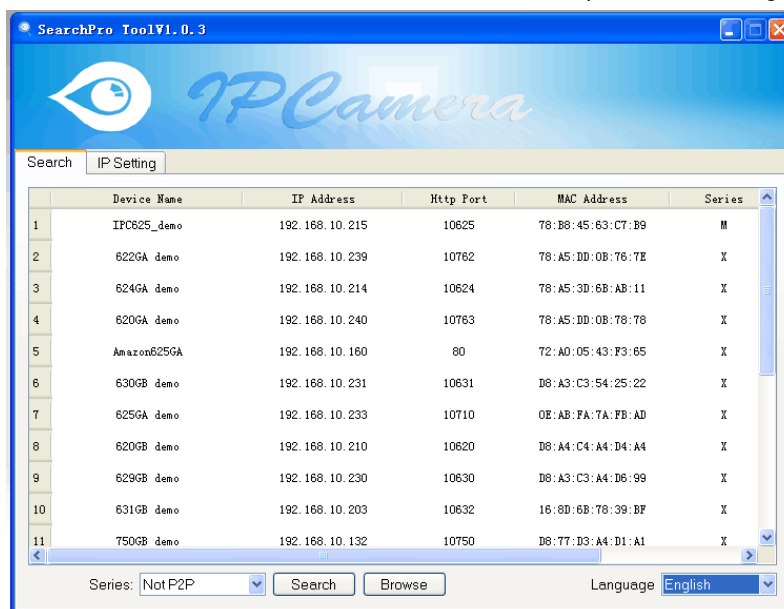 SearchPro ToolV1.0.3
IPCamera
Search IP Setting
Device Name IP Address Http Port MAC Address Series
1 IPC625_demo 192.168.10.215 10625 78:B8:45:63:C7:B9 M
2 622GA demo 192.168.10.239 10762 78:A5:DD:0B:76:7E X
3 624GA demo 192.168.10.214 10624 78:A5:3D:6B:AB:11 X
4 620GA demo 192.168.10.240 10763 78:A5:DD:0B:78:78 X
5 Amazon625GA 192.168.10.160 80 72:A0:05:43:F3:65 X
6 630GB demo 192.168.10.231 10631 D8:A3:C3:54:25:22 X
7 625GA demo 192.168.10.233 10710 0E:AB:FA:7A:FB:AD X
8 620GB demo 192.168.10.210 10620 D8:A4:C4:A4:D4:A4 X
9 629GB demo 192.168.10.230 10630 D8:A3:C3:A4:D6:99 X
10 631GB demo 192.168.10.203 10632 16:8D:6B:78:39:BF X
11 750GB demo 192.168.10.132 10750 D8:77:D3:A4:D1:A1 X
Series: Not P2P Search Browse Language English